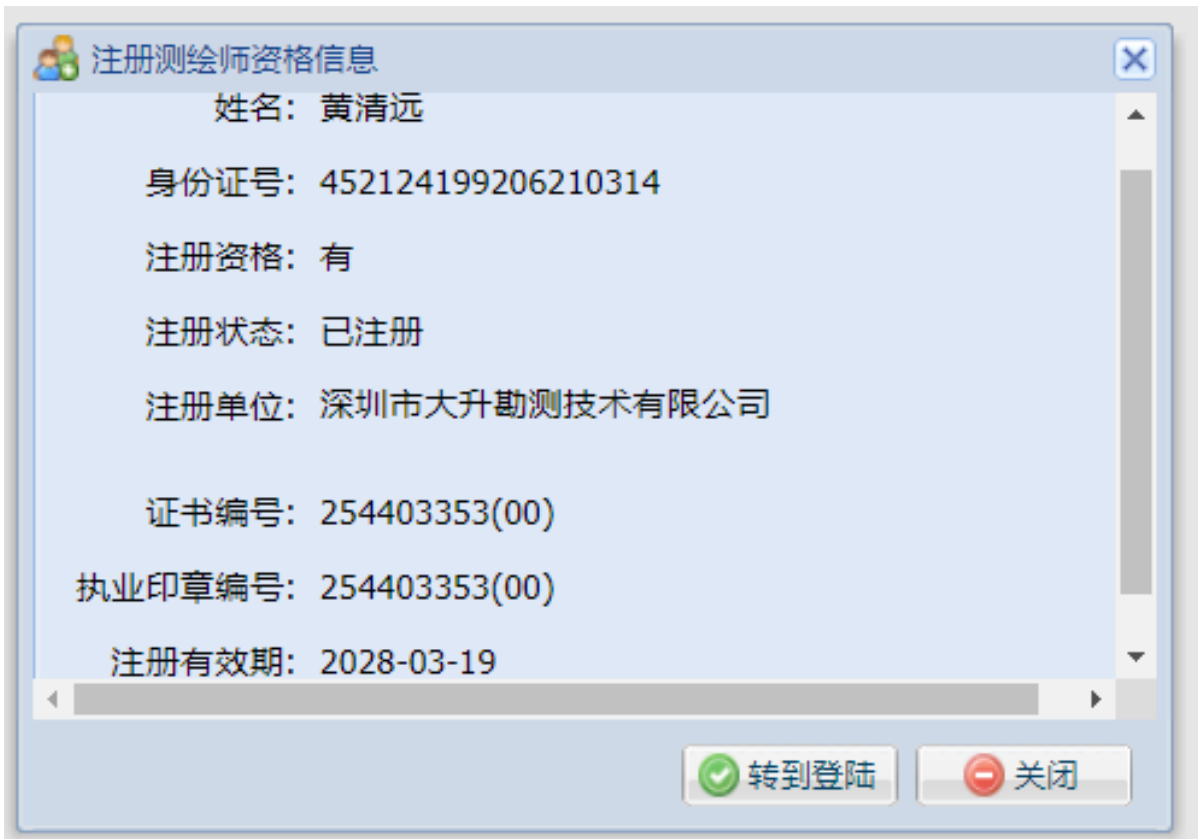 注册测绘师资格信息
姓名: 黄清远
身份证号: 452124199206210314
注册资格: 有
注册状态: 已注册
注册单位: 深圳市大升勘测技术有限公司
证书编号: 254403353(00)
执业印章编号: 254403353(00)
注册有效期: 2028-03-19
转到登陆 关闭